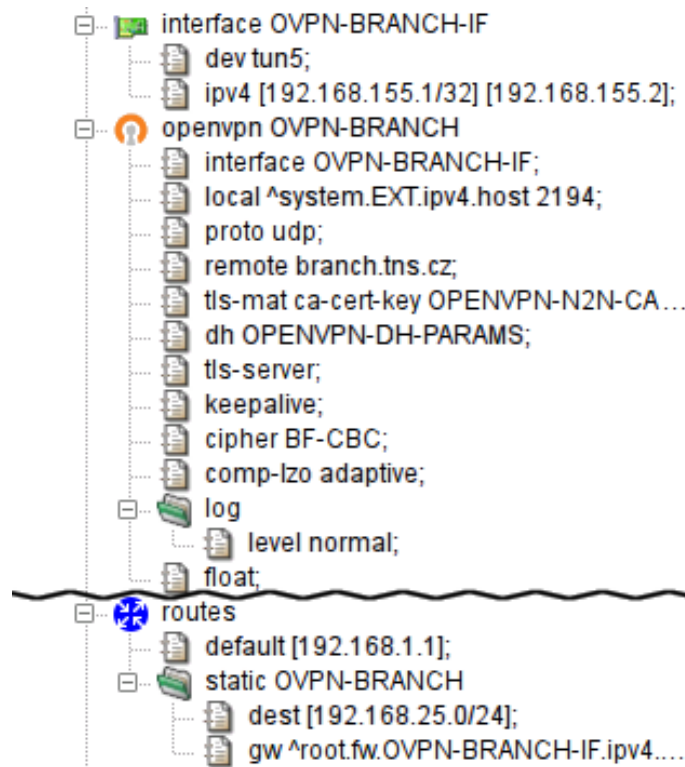 interface OVPN-BRANCH-IF
dev tun5;
ipv4 [192.168.155.1/32] [192.168.155.2];
openvpn OVPN-BRANCH
interface OVPN-BRANCH-IF;
local ^system.EXT.ipv4.host 2194;
proto udp;
remote branch.tns.cz;
tls-mat ca-cert-key OPENVPN-N2N-CA ...
dh OPENVPN-DH-PARAMS;
tls-server;
keepalive;
cipher BF-CBC;
comp-lzo adaptive;
log
level normal;
float;
routes
default [192.168.1.1];
static OVPN-BRANCH
dest [192.168.25.0/24];
gw ^root.fw.OVPN-BRANCH-IF.ipv4....